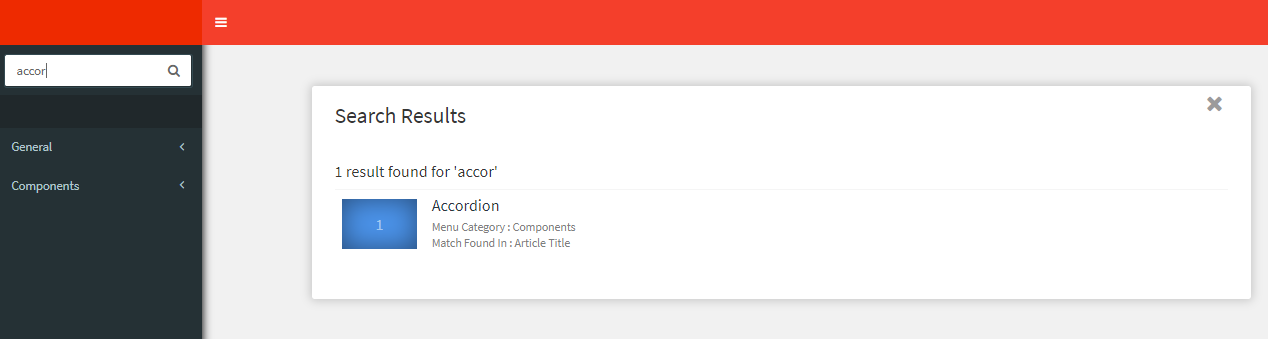 accor
General
Components
Search Results
1 result found for 'accor'
1
Accordion
Menu Category : Components
Match Found In : Article Title